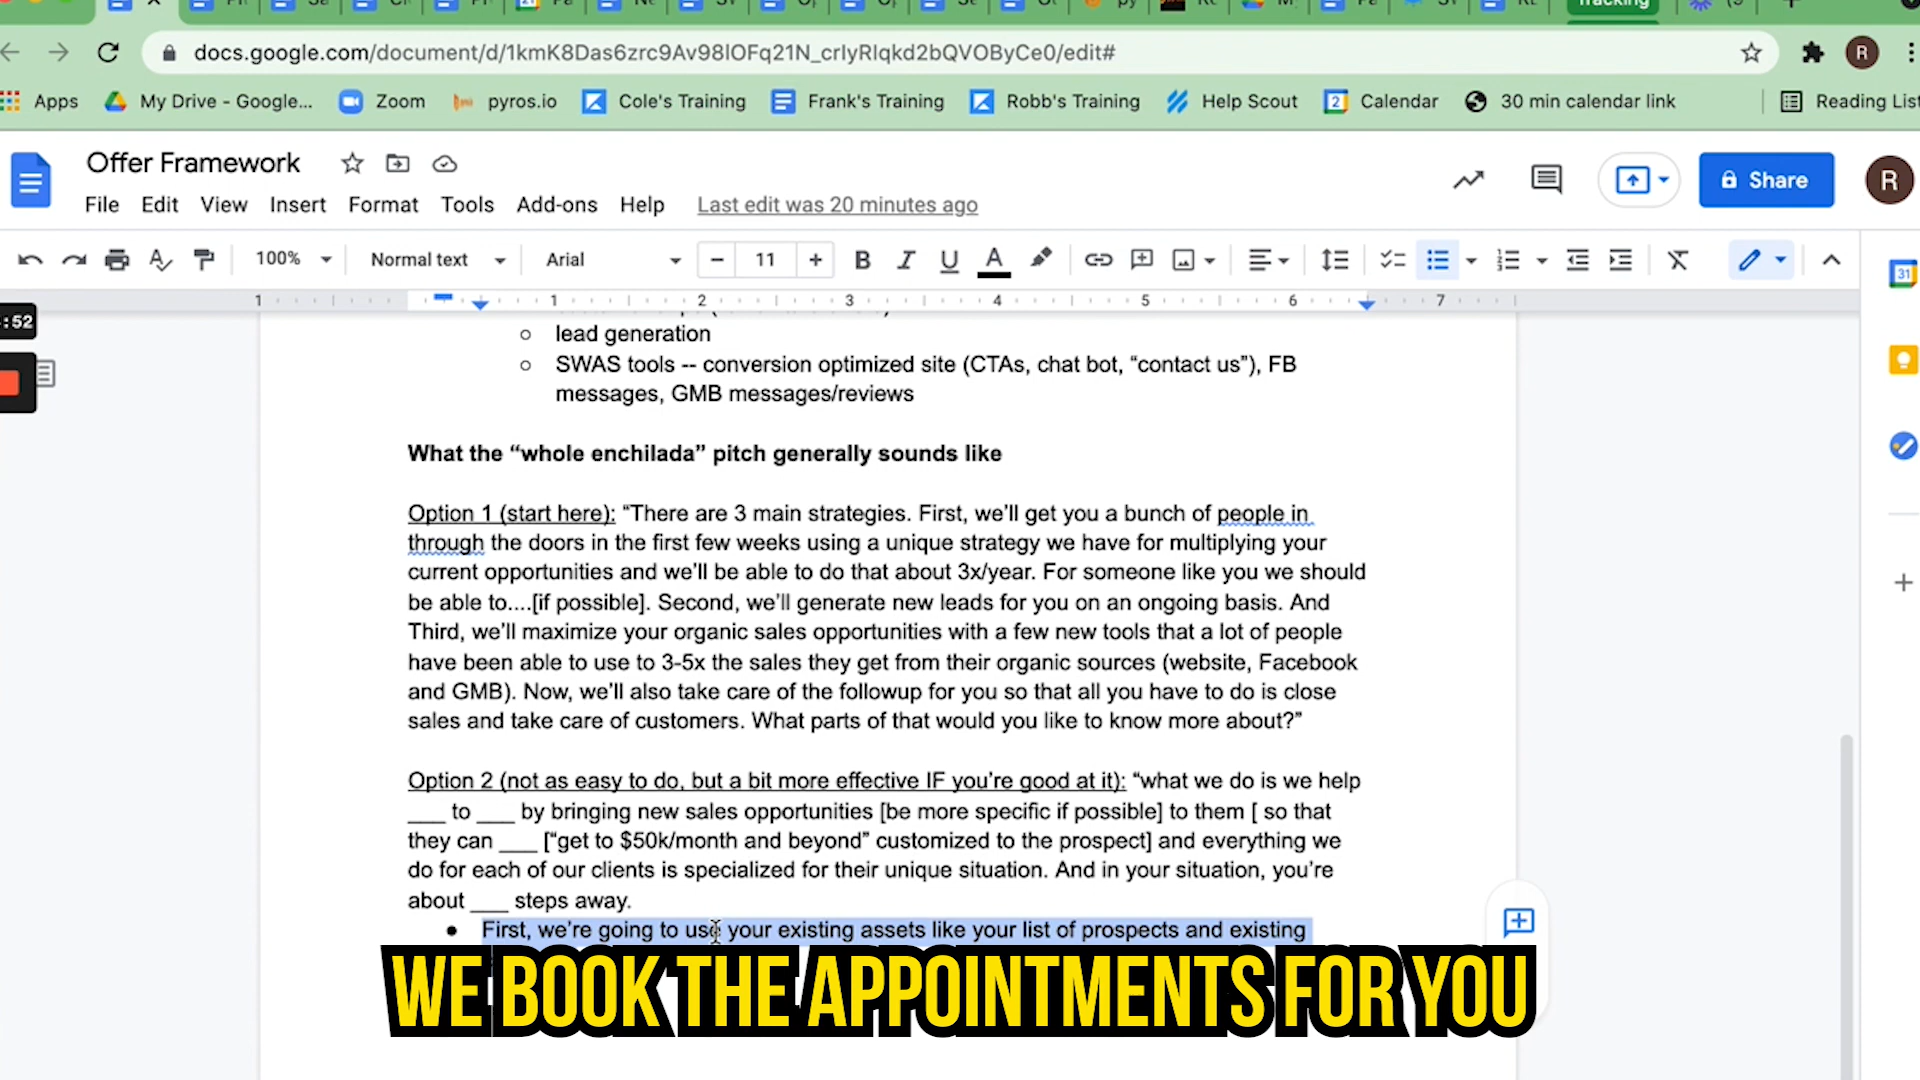 Tracking
docs.google.com/document/d/1kmK8Das6zrc9Av98lOFq21N_crIyRlqkd2bQVOByCe0/edit#
R
Apps My Drive - Google... Zoom pyros.io Cole's Training Frank's Training Robb's Training Help Scout 2 Calendar 30 min calendar link Reading List
Offer Framework
Share
R
File Edit View Insert Format Tools Add-ons Help Last edit was 20 minutes ago
100% Normal text Arial 11 B I U A
31
1 1 2 3 4 5 6 7
:52
lead generation
SWAS tools -- conversion optimized site (CTAs, chat bot, “contact us”), FB
messages, GMB messages/reviews
What the “whole enchilada” pitch generally sounds like
Option 1 (start here): “There are 3 main strategies. First, we’ll get you a bunch of people in
through the doors in the first few weeks using a unique strategy we have for multiplying your
current opportunities and we’ll be able to do that about 3x/year. For someone like you we should
be able to....[if possible]. Second, we’ll generate new leads for you on an ongoing basis. And
Third, we’ll maximize your organic sales opportunities with a few new tools that a lot of people
have been able to use to 3-5x the sales they get from their organic sources (website, Facebook
and GMB). Now, we’ll also take care of the followup for you so that all you have to do is close
sales and take care of customers. What parts of that would you like to know more about?”
Option 2 (not as easy to do, but a bit more effective IF you’re good at it): “what we do is we help
___ to ___ by bringing new sales opportunities [be more specific if possible] to them [ so that
they can ___ [“get to $50k/month and beyond” customized to the prospect] and everything we
do for each of our clients is specialized for their unique situation. And in your situation, you’re
about ___ steps away.
● First, we’re going to use your existing assets like your list of prospects and existing
WE BOOK THE APPOINTMENTS FOR YOU